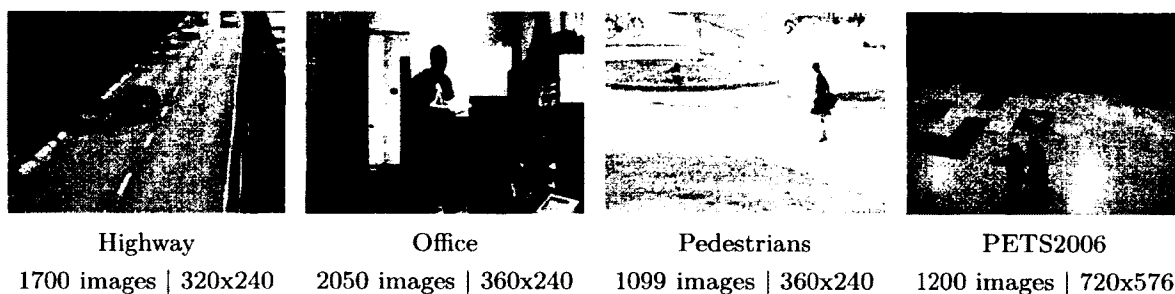 Highway
1700 images | 320x240
Office
2050 images | 360x240
Pedestrians
1099 images | 360x240
PETS2006
1200 images | 720x576